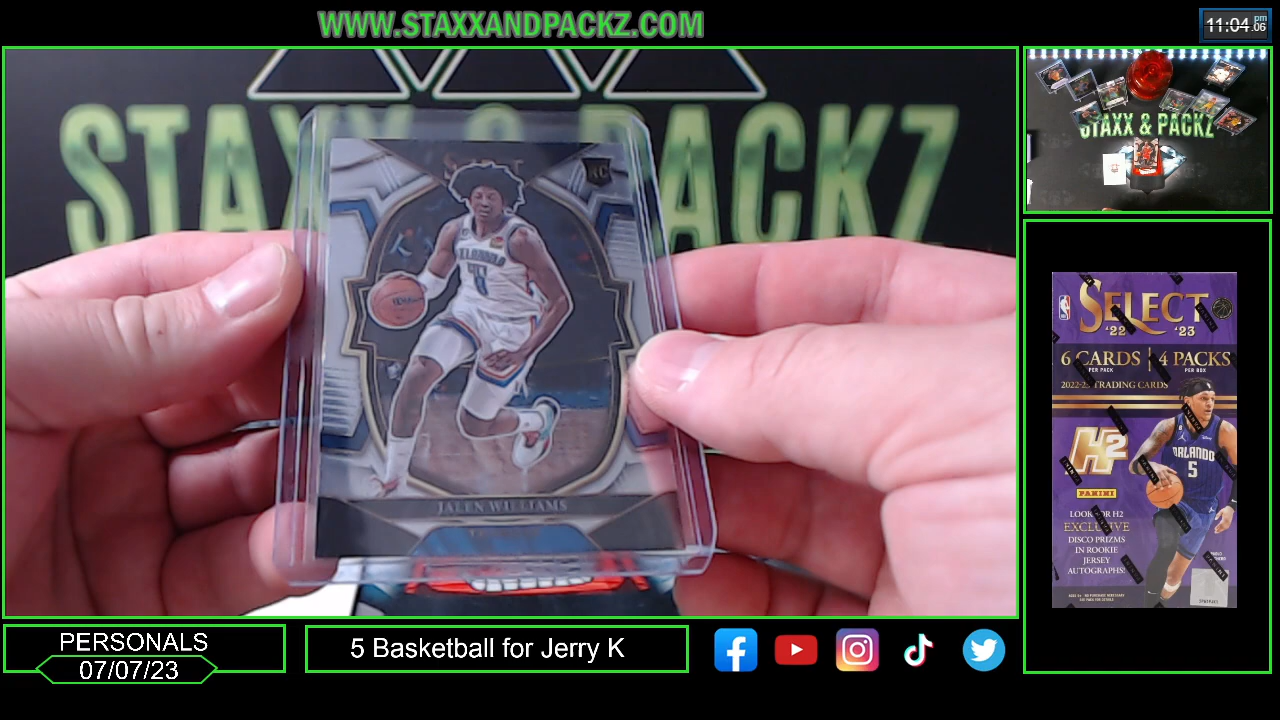 WWW.STAXXANDPACKZ.COM
11:04 pm
.06
STAXX & PACKZ
SELECT
RC
JALEN WILLIAMS
STAXX & PACKZ
SELECT
'22 '23
6 CARDS | 4 PACKS
PER PACK PER BOX
2022-23 TRADING CARDS
H2
ORLANDO
5
PANINI
LOOK FOR H2
EXCLUSIVE
DISCO PRIZMS
IN ROOKIE
JERSEY
AUTOGRAPHS!
PERSONALS
07/07/23
5 Basketball for Jerry K